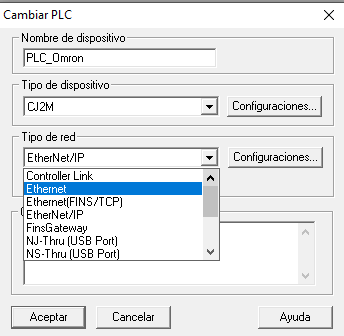 Cambiar PLC
Nombre de dispositivo
PLC_Omron
Tipo de dispositivo
CJ2M
Configuraciones...
Tipo de red
EtherNet/IP
Configuraciones...
Controller Link
Ethernet
Ethernet(FINS/TCP)
EtherNet/IP
FinsGateway
NJ-Thru (USB Port)
NS-Thru (USB Port)
Aceptar
Cancelar
Ayuda